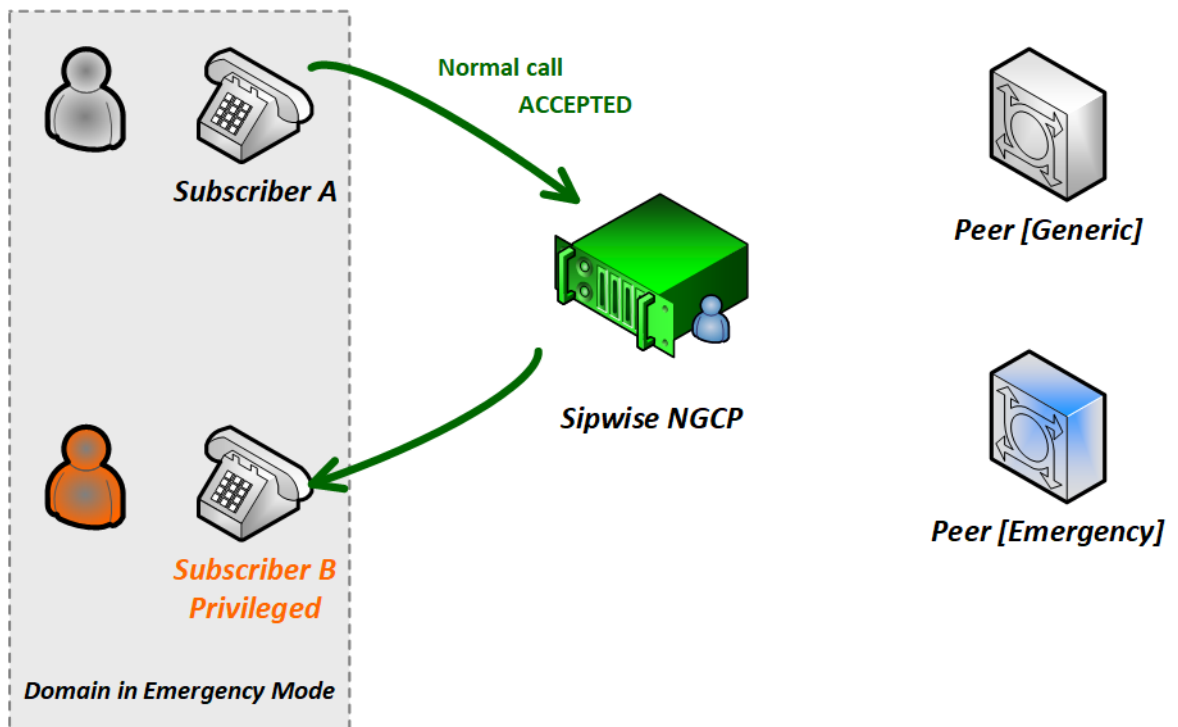 Normal call
ACCEPTED
Subscriber A
Peer [Generic]
Sipwise NGCP
Peer [Emergency]
Subscriber B
Privileged
Domain in Emergency Mode